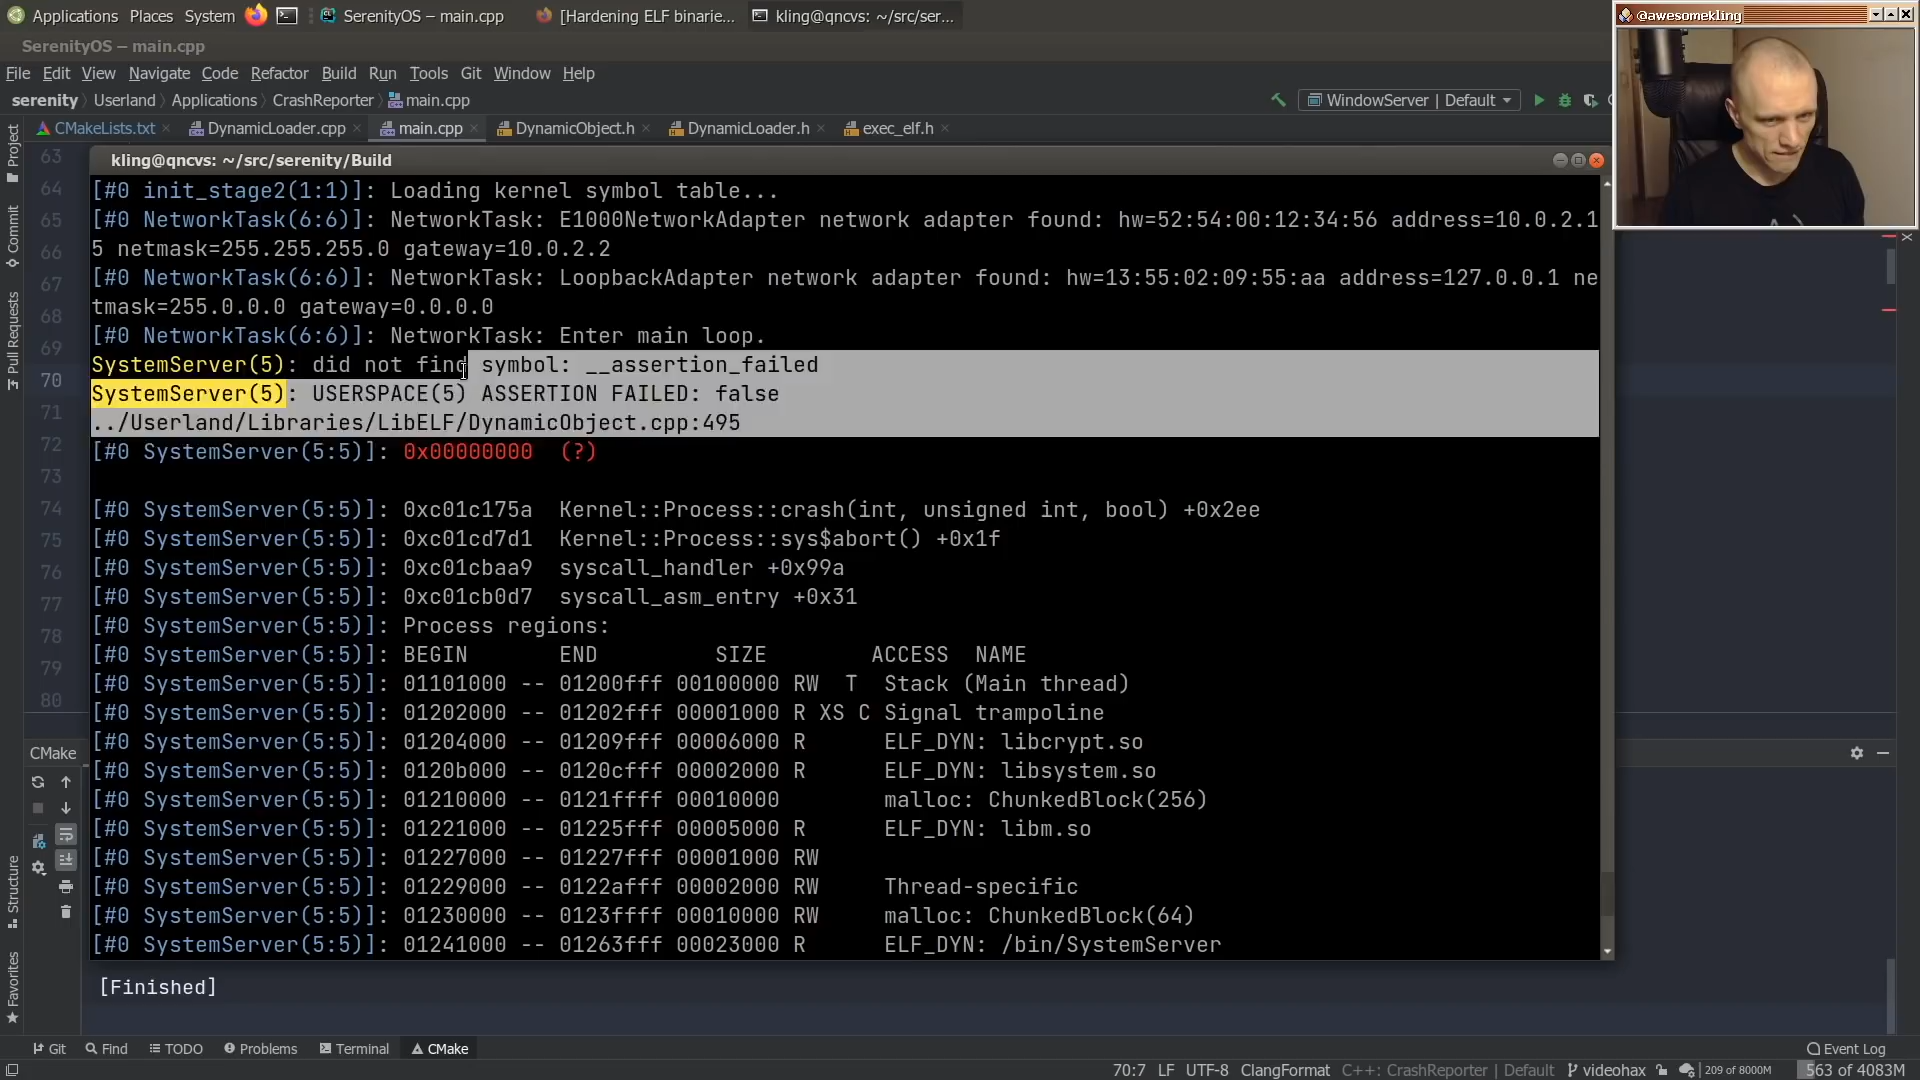 Applications Places System SerenityOS – main.cpp [Hardening ELF binarie... kling@qncvs: ~/src/ser...
@awesomekling
SerenityOS – main.cpp
File Edit View Navigate Code Refactor Build Run Tools Git Window Help
serenity Userland Applications CrashReporter main.cpp WindowServer | Default
CMakeLists.txt DynamicLoader.cpp main.cpp DynamicObject.h DynamicLoader.h exec_elf.h
kling@qncvs: ~/src/serenity/Build
63
64
65
66
67
68
69
70
71
72
73
74
75
76
77
78
79
80
[#0 init_stage2(1:1)]: Loading kernel symbol table...
[#0 NetworkTask(6:6)]: NetworkTask: E1000NetworkAdapter network adapter found: hw=52:54:00:12:34:56 address=10.0.2.1
5 netmask=255.255.255.0 gateway=10.0.2.2
[#0 NetworkTask(6:6)]: NetworkTask: LoopbackAdapter network adapter found: hw=13:55:02:09:55:aa address=127.0.0.1 ne
tmask=255.0.0.0 gateway=0.0.0.0
[#0 NetworkTask(6:6)]: NetworkTask: Enter main loop.
SystemServer(5): did not find symbol: __assertion_failed
SystemServer(5): USERSPACE(5) ASSERTION FAILED: false
../Userland/Libraries/LibELF/DynamicObject.cpp:495
[#0 SystemServer(5:5)]: 0x00000000 (?)
[#0 SystemServer(5:5)]: 0xc01c175a Kernel::Process::crash(int, unsigned int, bool) +0x2ee
[#0 SystemServer(5:5)]: 0xc01cd7d1 Kernel::Process::sys$abort() +0x1f
[#0 SystemServer(5:5)]: 0xc01cbaa9 syscall_handler +0x99a
[#0 SystemServer(5:5)]: 0xc01cb0d7 syscall_asm_entry +0x31
[#0 SystemServer(5:5)]: Process regions:
[#0 SystemServer(5:5)]: BEGIN END SIZE ACCESS NAME
[#0 SystemServer(5:5)]: 01101000 -- 01200fff 00100000 RW T Stack (Main thread)
[#0 SystemServer(5:5)]: 01202000 -- 01202fff 00001000 R XS C Signal trampoline
[#0 SystemServer(5:5)]: 01204000 -- 01209fff 00006000 R ELF_DYN: libcrypt.so
[#0 SystemServer(5:5)]: 0120b000 -- 0120cfff 00002000 R ELF_DYN: libsystem.so
[#0 SystemServer(5:5)]: 01210000 -- 0121ffff 00010000 malloc: ChunkedBlock(256)
[#0 SystemServer(5:5)]: 01221000 -- 01225fff 00005000 R ELF_DYN: libm.so
[#0 SystemServer(5:5)]: 01227000 -- 01227fff 00001000 RW
[#0 SystemServer(5:5)]: 01229000 -- 0122afff 00002000 RW Thread-specific
[#0 SystemServer(5:5)]: 01230000 -- 0123ffff 00010000 RW malloc: ChunkedBlock(64)
[#0 SystemServer(5:5)]: 01241000 -- 01263fff 00023000 R ELF_DYN: /bin/SystemServer
Project
Commit
Pull Requests
Structure
Favorites
CMake
[Finished]
Git Find TODO Problems Terminal CMake Event Log
70:7 LF UTF-8 ClangFormat C++: CrashReporter | Default videohax 209 of 8000M 563 of 4083M